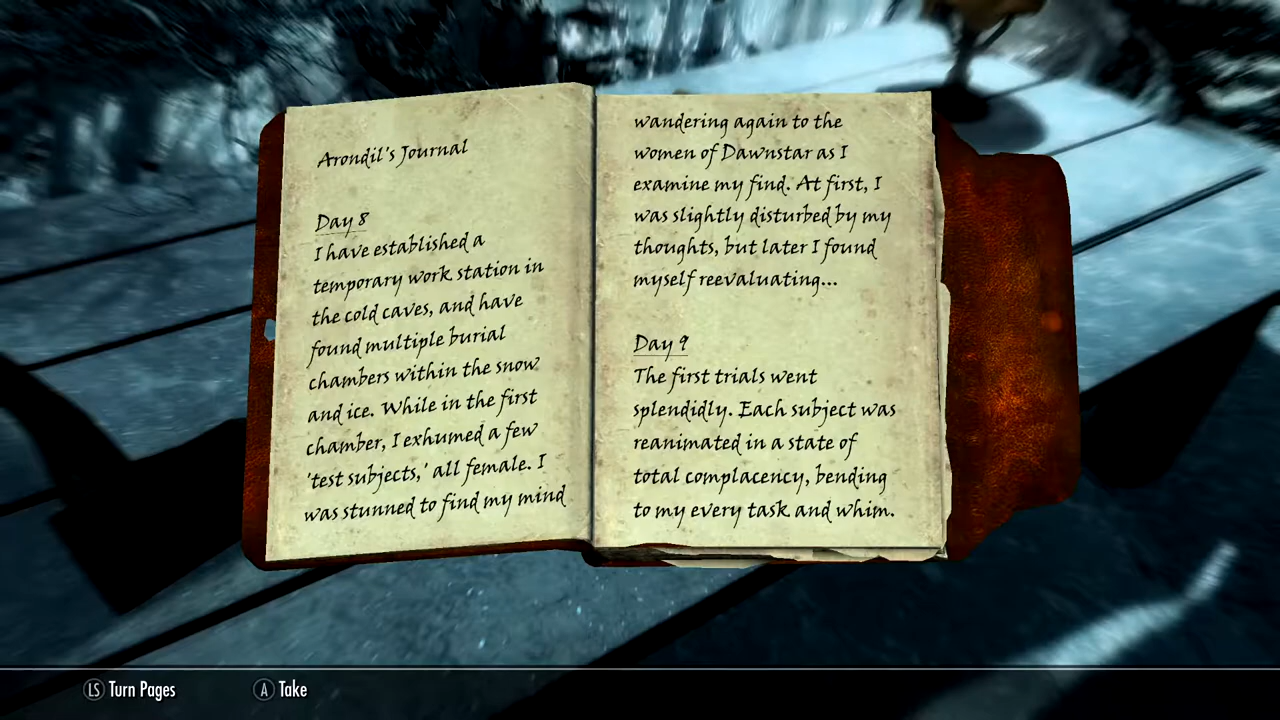 Arondil's Journal
Day 8
I have established a
temporary work station in
the cold caves, and have
found multiple burial
chambers within the snow
and ice. While in the first
chamber, I exhumed a few
'test subjects,' all female. I
was stunned to find my mind
wandering again to the
women of Dawnstar as I
examine my find. At first, I
was slightly disturbed by my
thoughts, but later I found
myself reevaluating...
Day 9
The first trials went
splendidly. Each subject was
reanimated in a state of
total complacency, bending
to my every task and whim.
LS Turn Pages
A Take